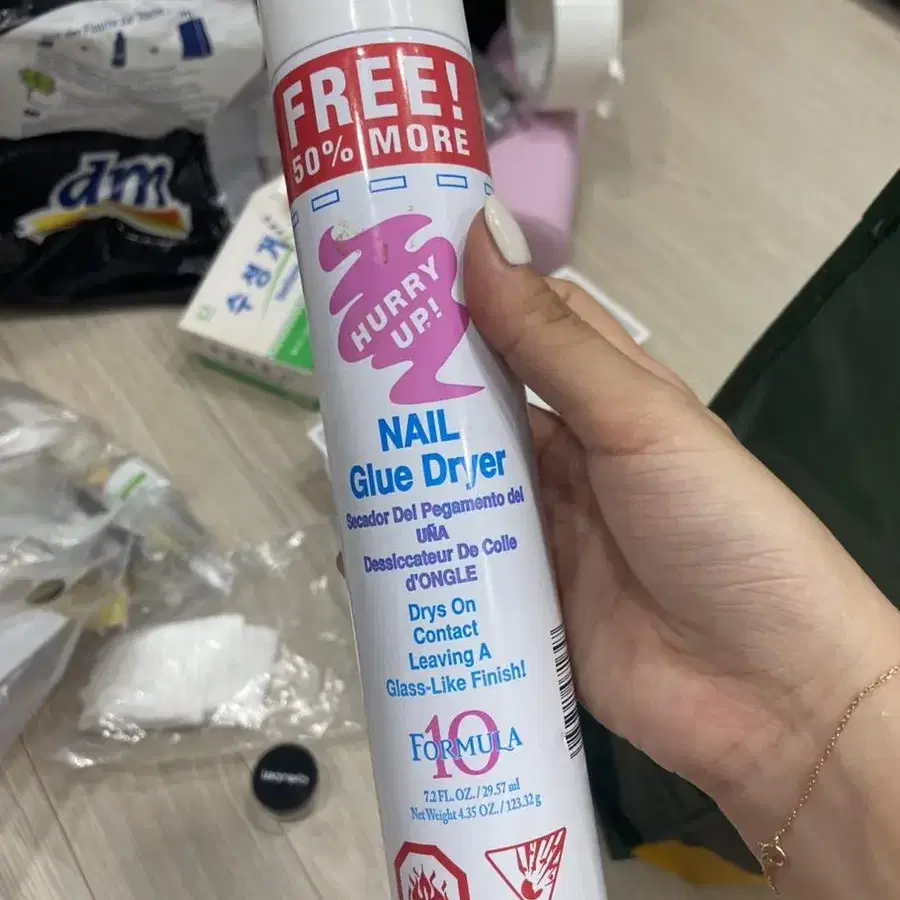 FREE!
50% MORE
HURRY
UP!
NAIL
Glue Dryer
Secador Del Pegamento del
UÑA
Dessiccateur De Colle
d'ONGLE
Drys On
Contact
Leaving A
Glass-Like Finish!
10
FORMULA
7.2 FL. OZ. / 29.57 ml
Net Weight 4.35 OZ. / 123.32g
dm